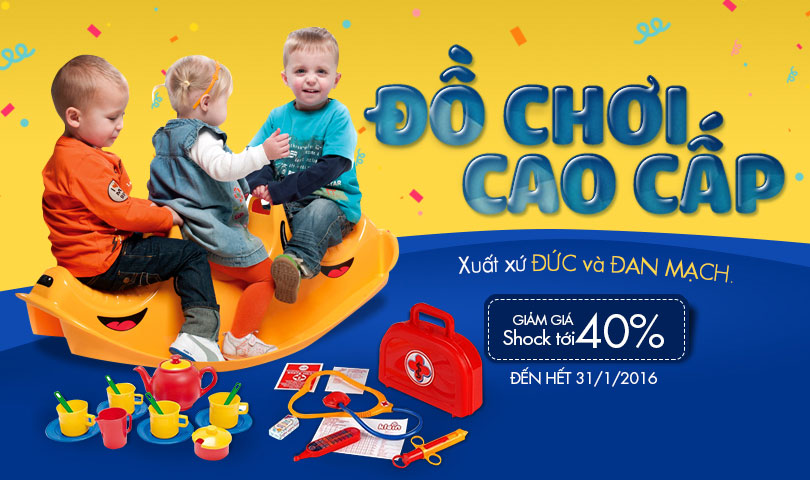 ĐỒ CHƠI
CAO CẤP
Xuất xứ ĐỨC và ĐAN MẠCH.
GIẢM GIÁ
Shock tới 40%
ĐẾN HẾT 31/1/2016
klein